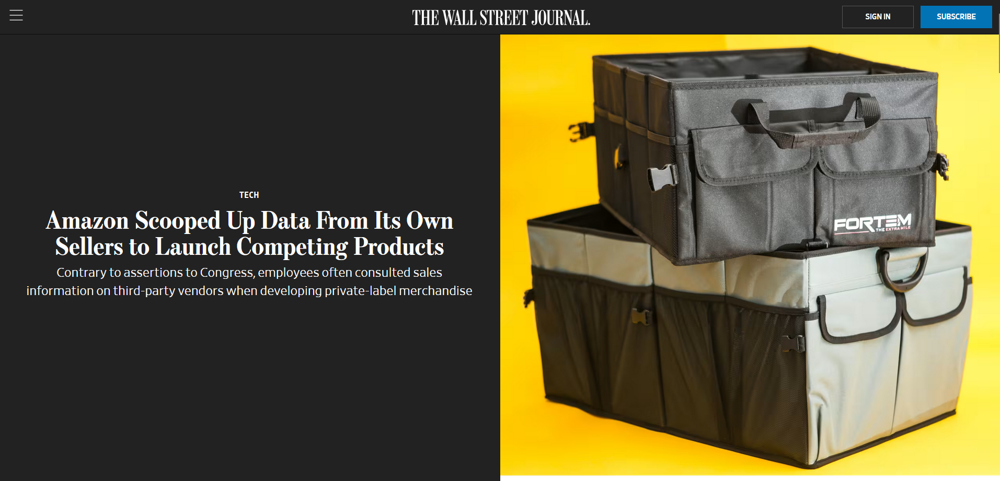 THE WALL STREET JOURNAL.
SIGN IN
SUBSCRIBE
TECH
Amazon Scooped Up Data From Its Own
Sellers to Launch Competing Products
Contrary to assertions to Congress, employees often consulted sales
information on third-party vendors when developing private-label merchandise
FORTEM
THE EXTRA MILE